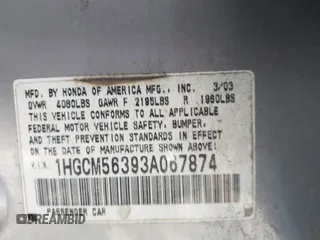 MFD. BY HONDA OF AMERICA MFG., INC. 3/03
GVWR 4080LBS GAWR F 2195LBS R 1960LBS
THIS VEHICLE CONFORMS TO ALL APPLICABLE
FEDERAL MOTOR VEHICLE SAFETY, BUMPER,
AND THEFT PREVENTION STANDARDS IN EFFECT
ON THE DATE OF MANUFACTURE SHOWN ABOVE.
V.I.N. 1HGCM56393A067874
PASSENGER CAR
DREAMBID